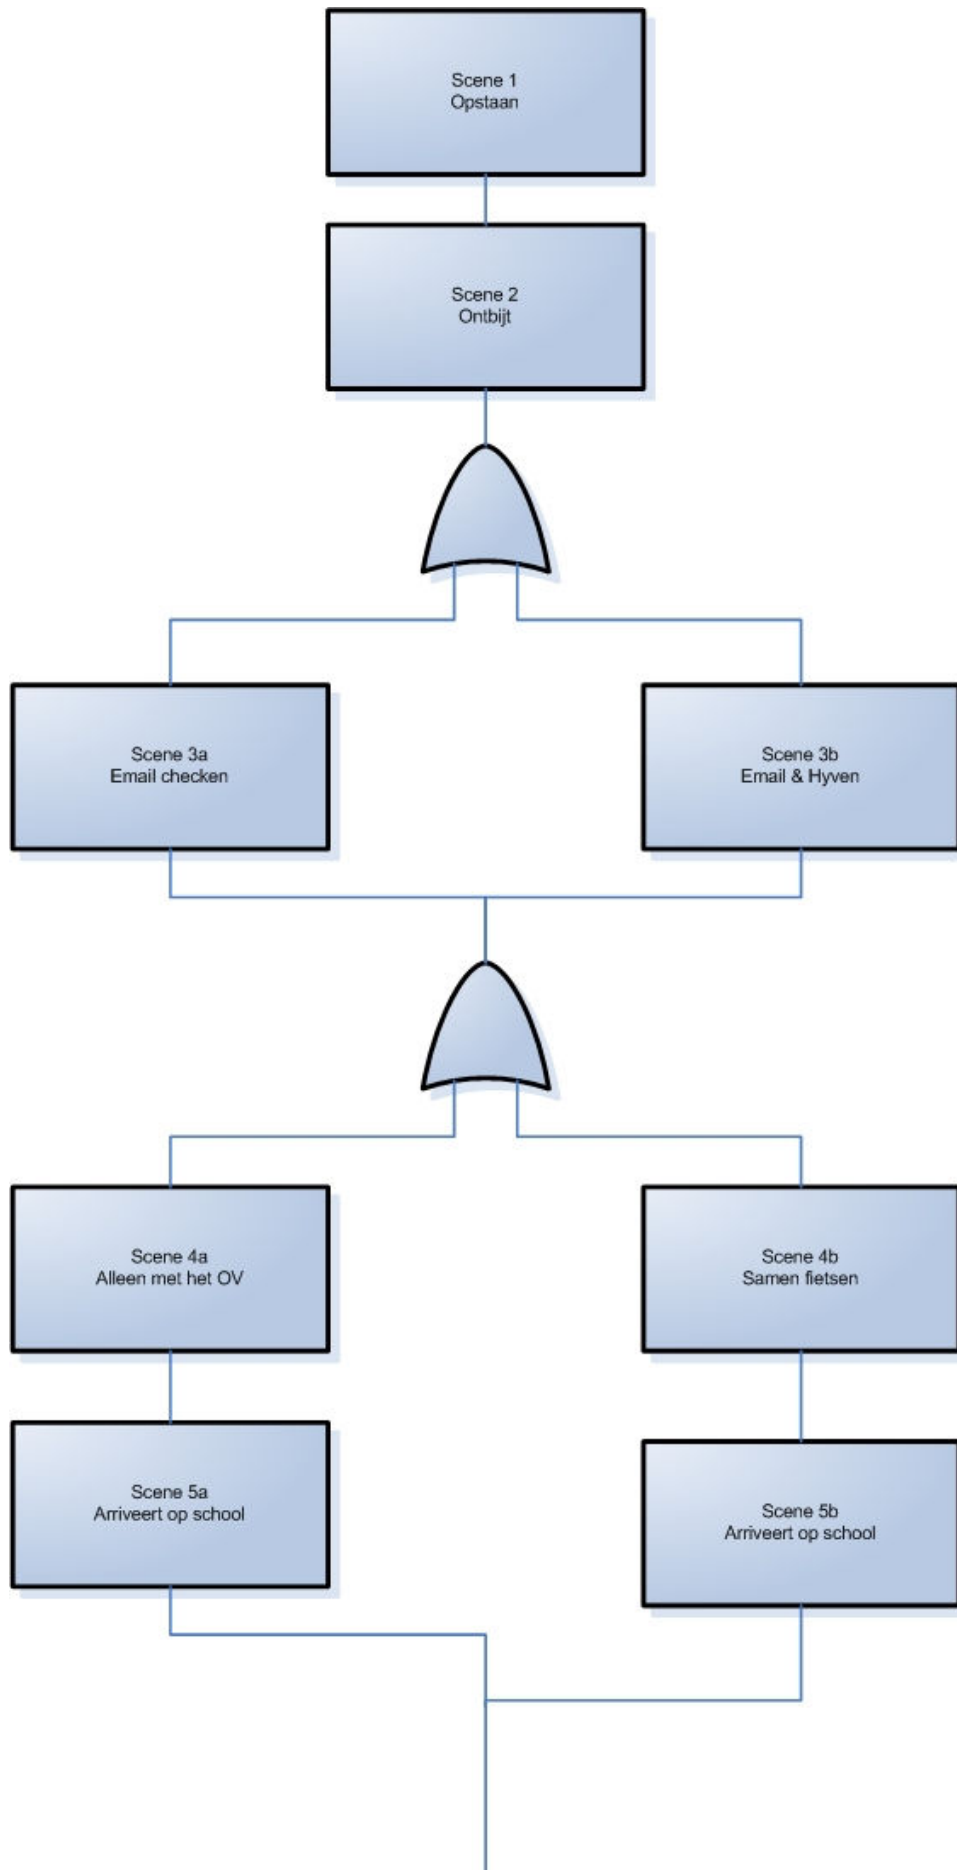 Scene 1
Opstaan
Scene 2
Ontbijt
Scene 3a
Email checken
Scene 3b
Email & Hyven
Scene 4a
Alleen met het OV
Scene 4b
Samen fietsen
Scene 5a
Arriveert op school
Scene 5b
Arriveert op school